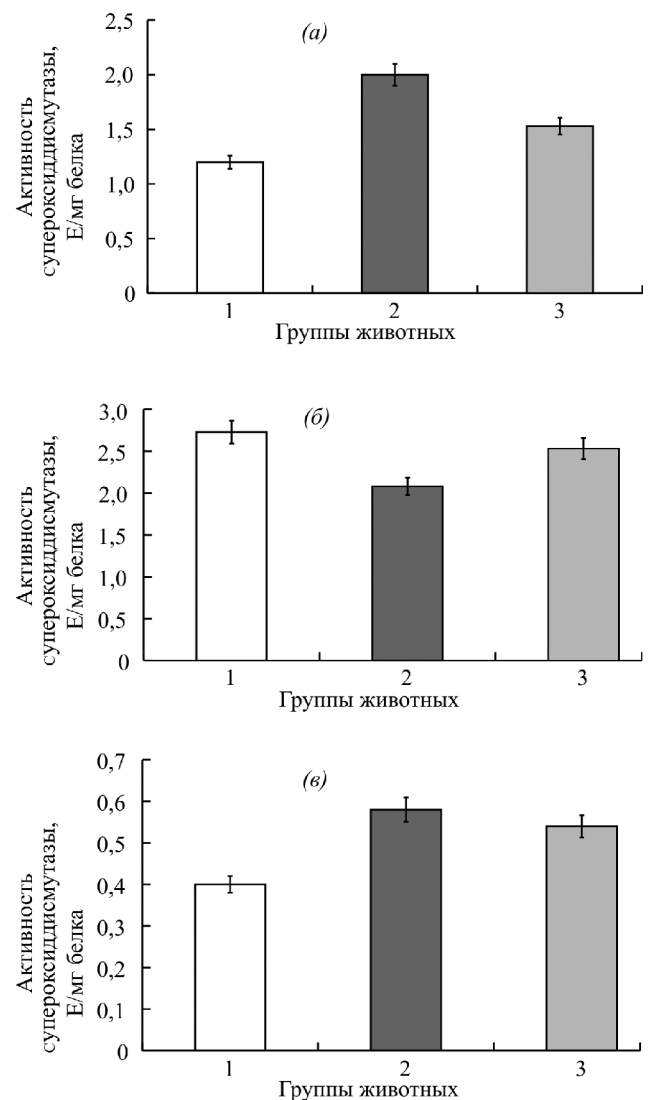 (а)
Активность
супероксиддисмутазы,
Е/мг белка
2,5
2,0
1,5
1,0
0,5
0
1 2 3
Группы животных
(б)
Активность
супероксиддисмутазы,
Е/мг белка
3,0
2,5
2,0
1,5
1,0
0,5
0
1 2 3
Группы животных
(в)
Активность
супероксиддисмутазы,
Е/мг белка
0,7
0,6
0,5
0,4
0,3
0,2
0,1
0
1 2 3
Группы животных